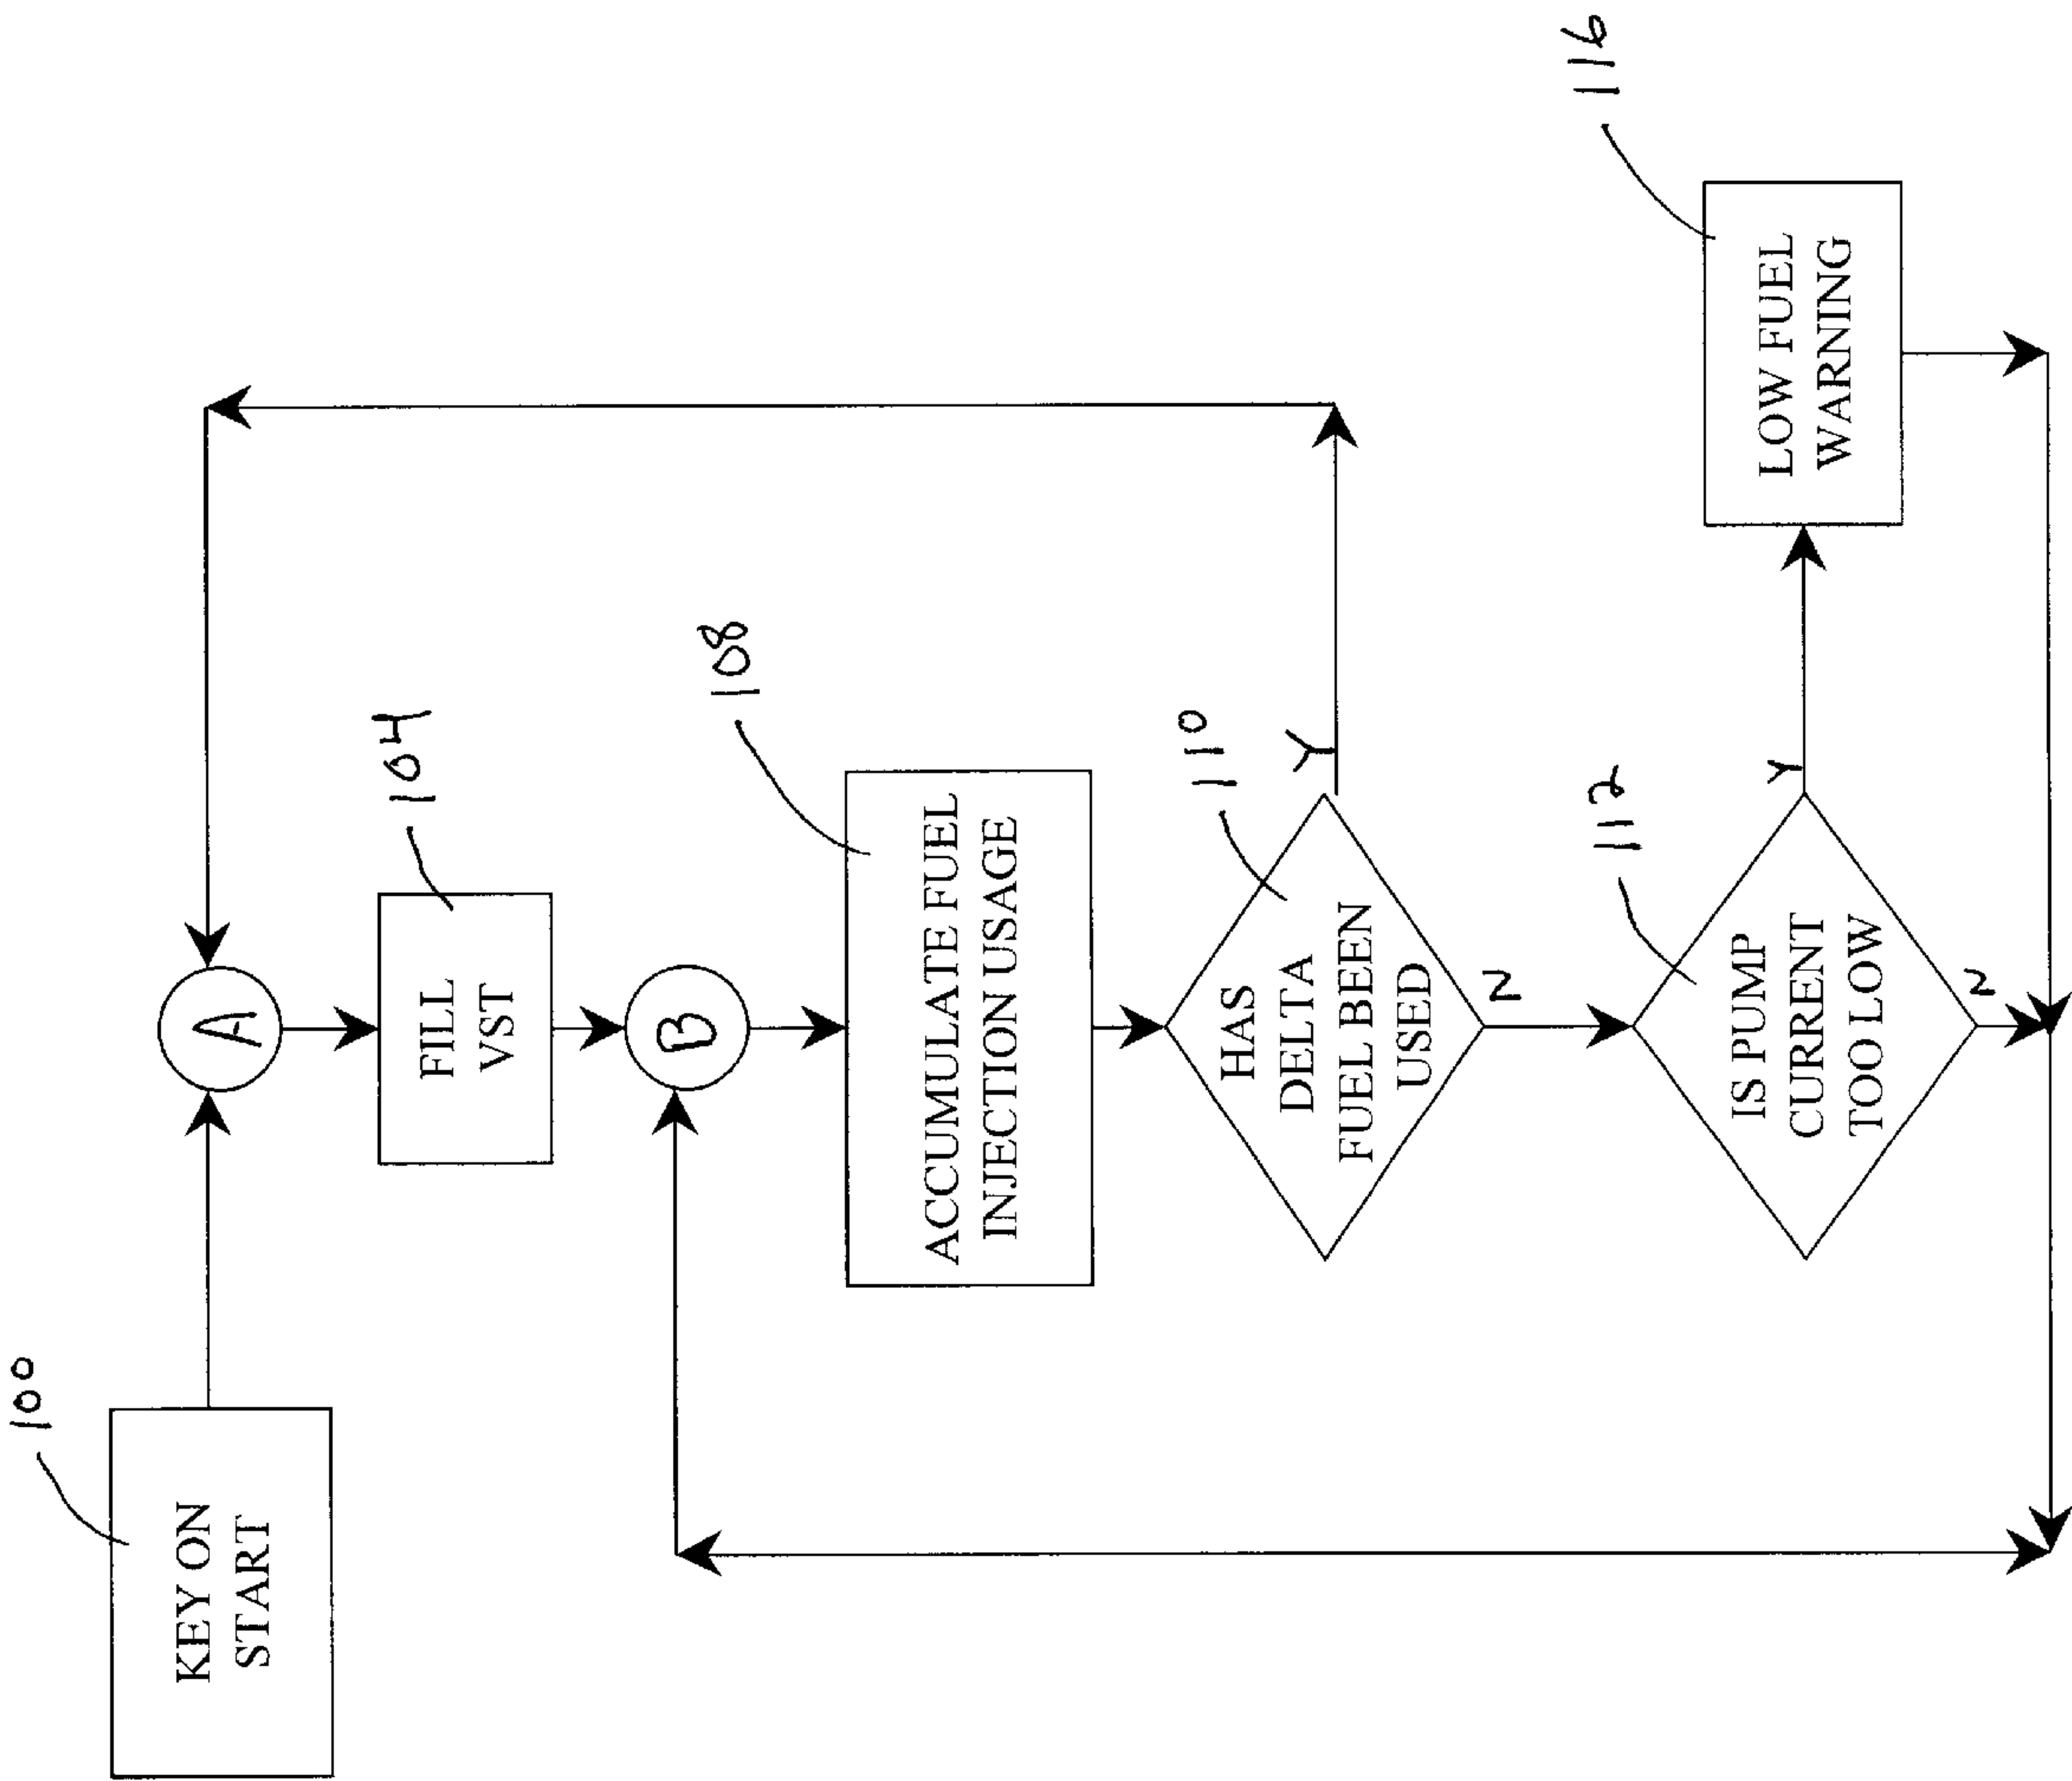 100
KEY ON
START
A
104
FILL
VST
B
108
ACCUMULATE FUEL
INJECTION USAGE
110
HAS
DELTA
FUEL BEEN
USED
Y
N
112
IS PUMP
CURRENT
TOO LOW
Y
N
116
LOW FUEL
WARNING